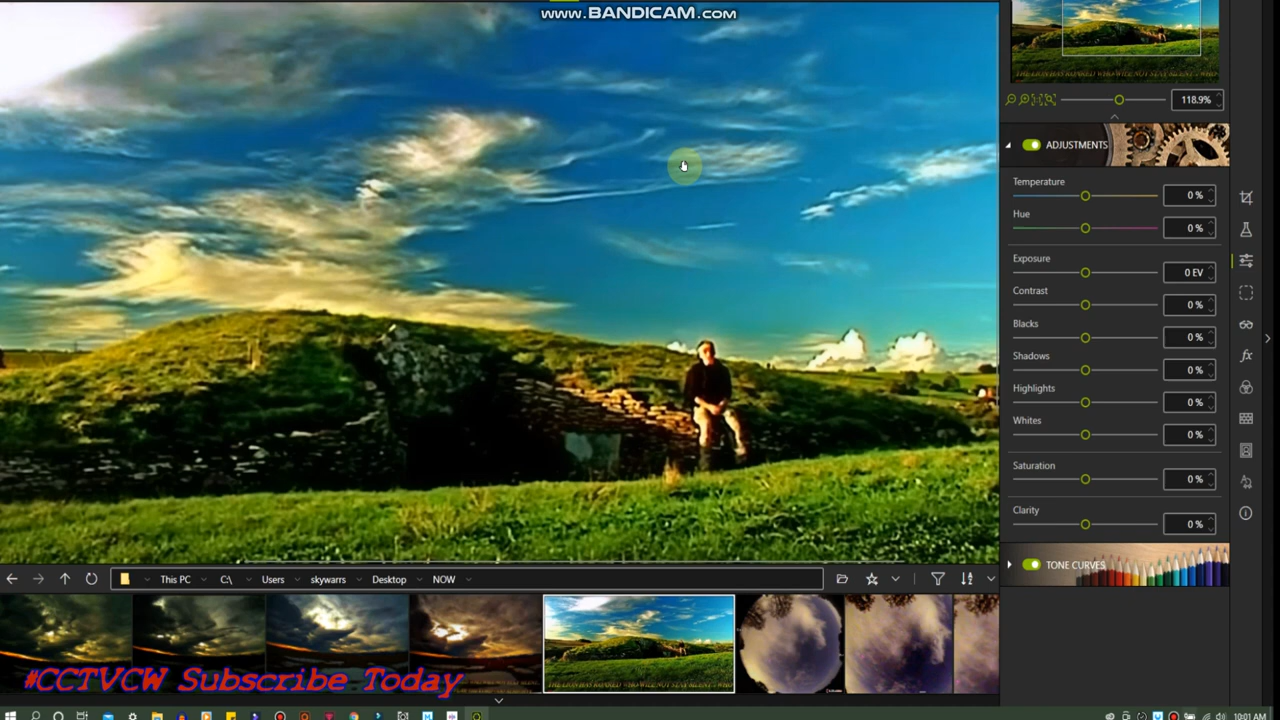 www.BANDICAM.com
118.9%
ADJUSTMENTS
Temperature
0 %
Hue
0 %
Exposure
0 EV
Contrast
0 %
Blacks
0 %
Shadows
0 %
Highlights
0 %
Whites
0 %
Saturation
0 %
Clarity
0 %
TONE CURVES
This PC
C:\
Users
skywarrs
Desktop
NOW
#CCTVCW Subscribe Today
10:01 AM